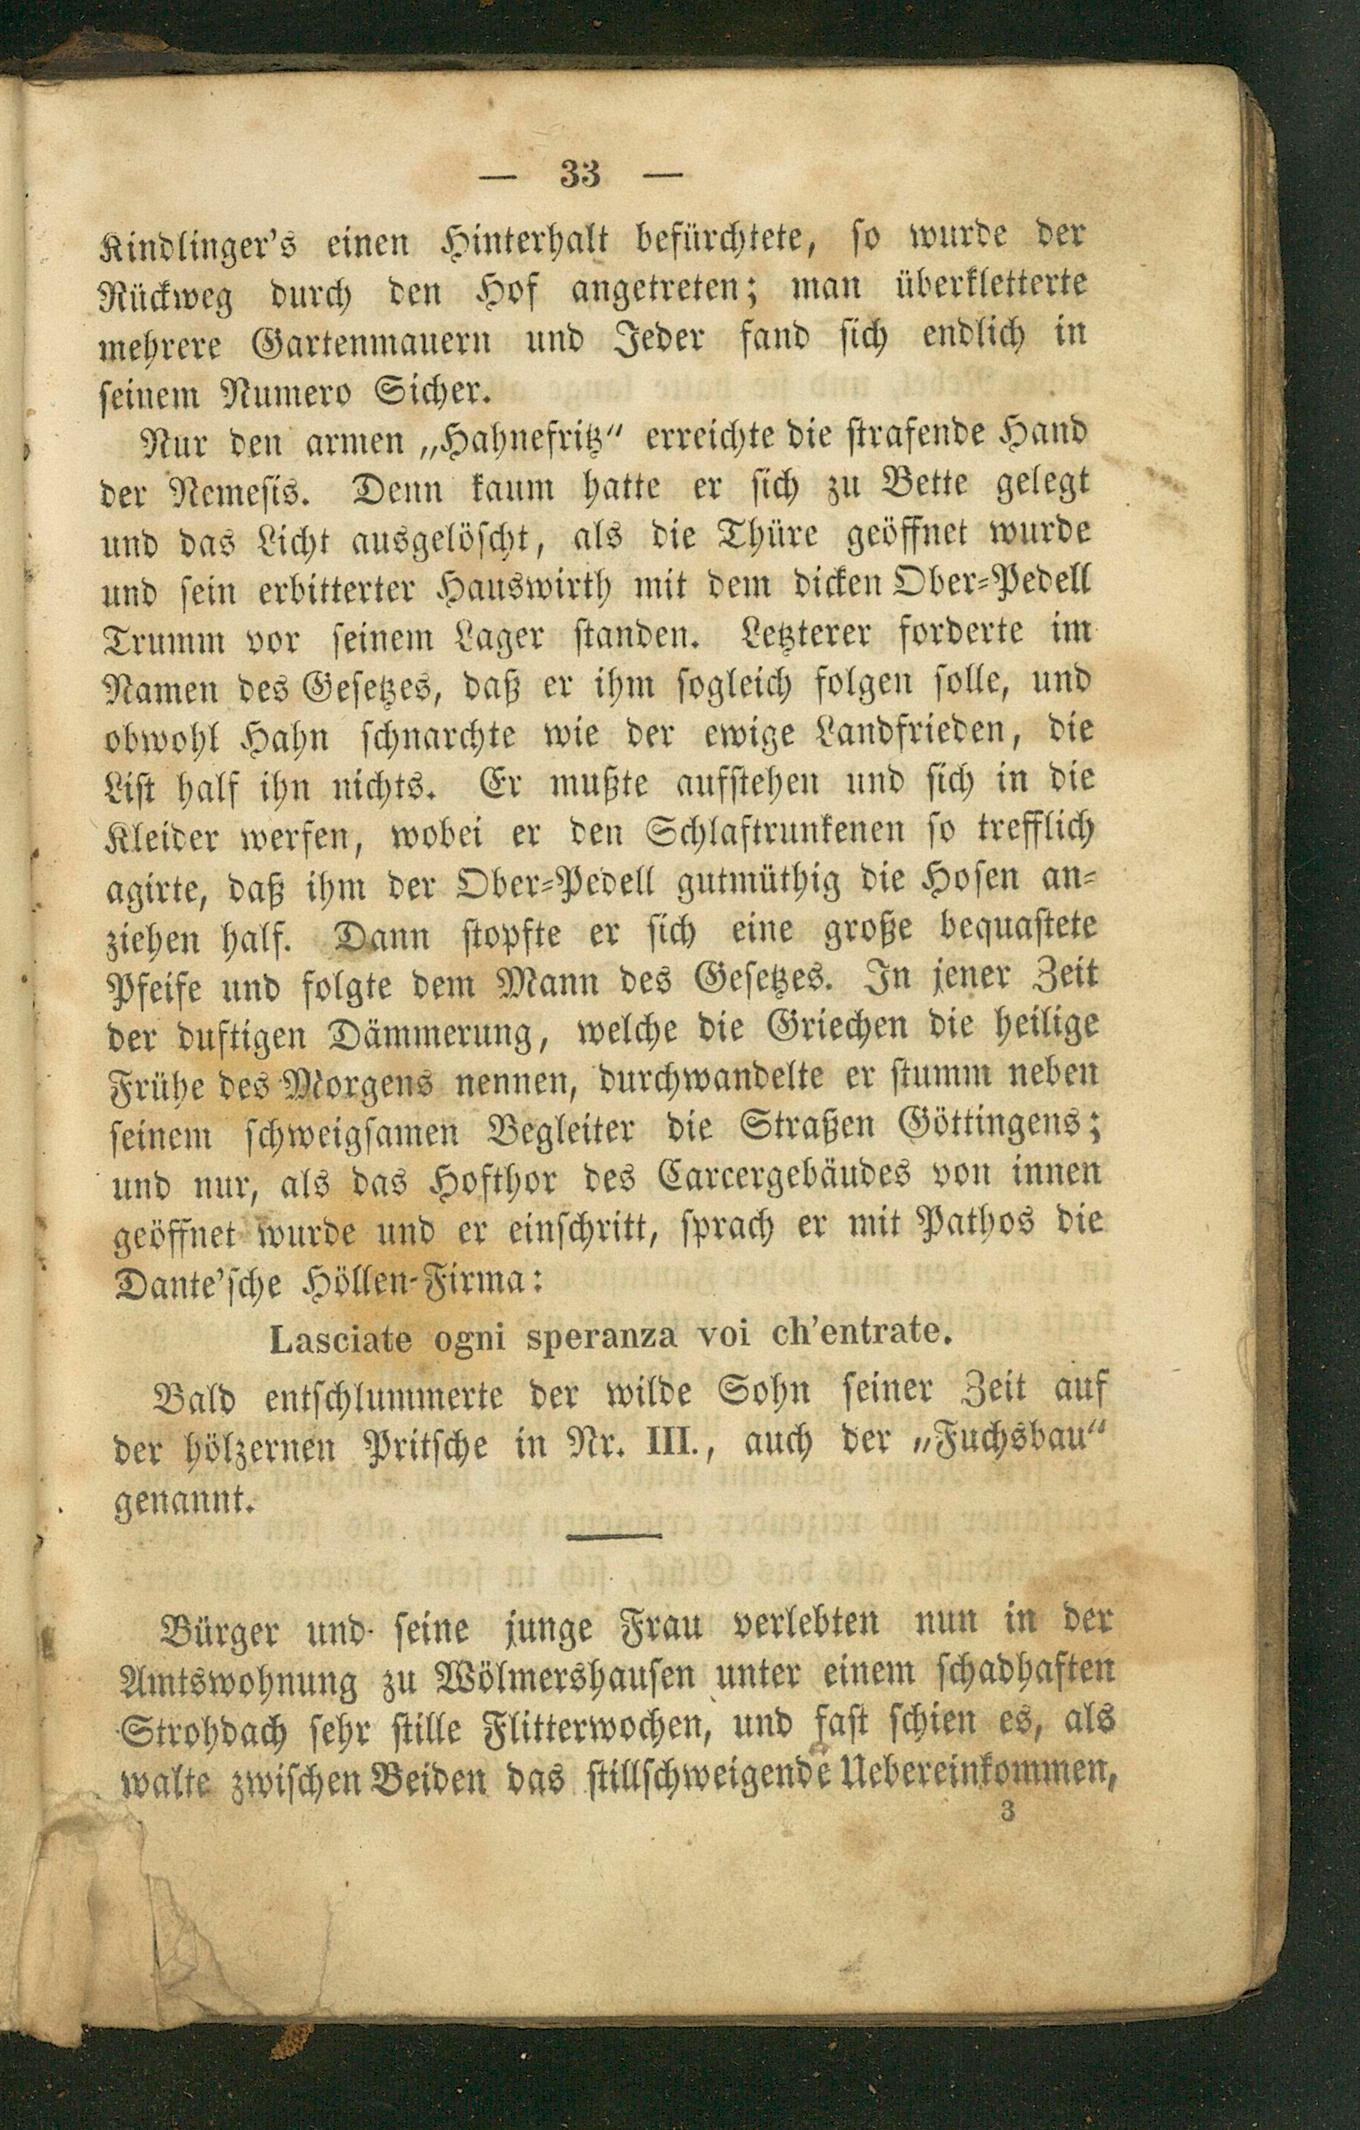 — 33 —
Kindlinger's einen Hinterhalt befürchtete, so wurde der
Rückweg durch den Hof angetreten; man überkletterte
mehrere Gartenmauern und Jeder fand sich endlich in
seinem Numero Sicher.
Nur den armen „Hahnefritz“ erreichte die strafende Hand
der Nemesis. Denn kaum hatte er sich zu Bette gelegt
und das Licht ausgelöscht, als die Thüre geöffnet wurde
und sein erbitterter Hauswirth mit dem dicken Ober-Pedell
Trumm vor seinem Lager standen. Letzterer forderte im
Namen des Gesetzes, daß er ihm sogleich folgen solle, und
obwohl Hahn schnarchte wie der ewige Landfrieden, die
List half ihn nichts. Er mußte aufstehen und sich in die
Kleider werfen, wobei er den Schlaftrunkenen so trefflich
agirte, daß ihm der Ober-Pedell gutmüthig die Hosen an-
ziehen half. Dann stopfte er sich eine große bequastete
Pfeife und folgte dem Mann des Gesetzes. In jener Zeit
der duftigen Dämmerung, welche die Griechen die heilige
Frühe des Morgens nennen, durchwandelte er stumm neben
seinem schweigsamen Begleiter die Straßen Göttingens;
und nur, als das Hofthor des Carcergebäudes von innen
geöffnet wurde und er einschritt, sprach er mit Pathos die
Dante'sche Höllen-Firma:
Lasciate ogni speranza voi ch'entrate.
Bald entschlummerte der wilde Sohn seiner Zeit auf
der hölzernen Pritsche in Nr. III., auch der „Fuchsbau“
genannt.
Bürger und seine junge Frau verlebten nun in der
Amtswohnung zu Wölmershausen unter einem schadhaften
Strohdach sehr stille Flitterwochen, und fast schien es, als
walte zwischen Beiden das stillschweigende Uebereinkommen,
3